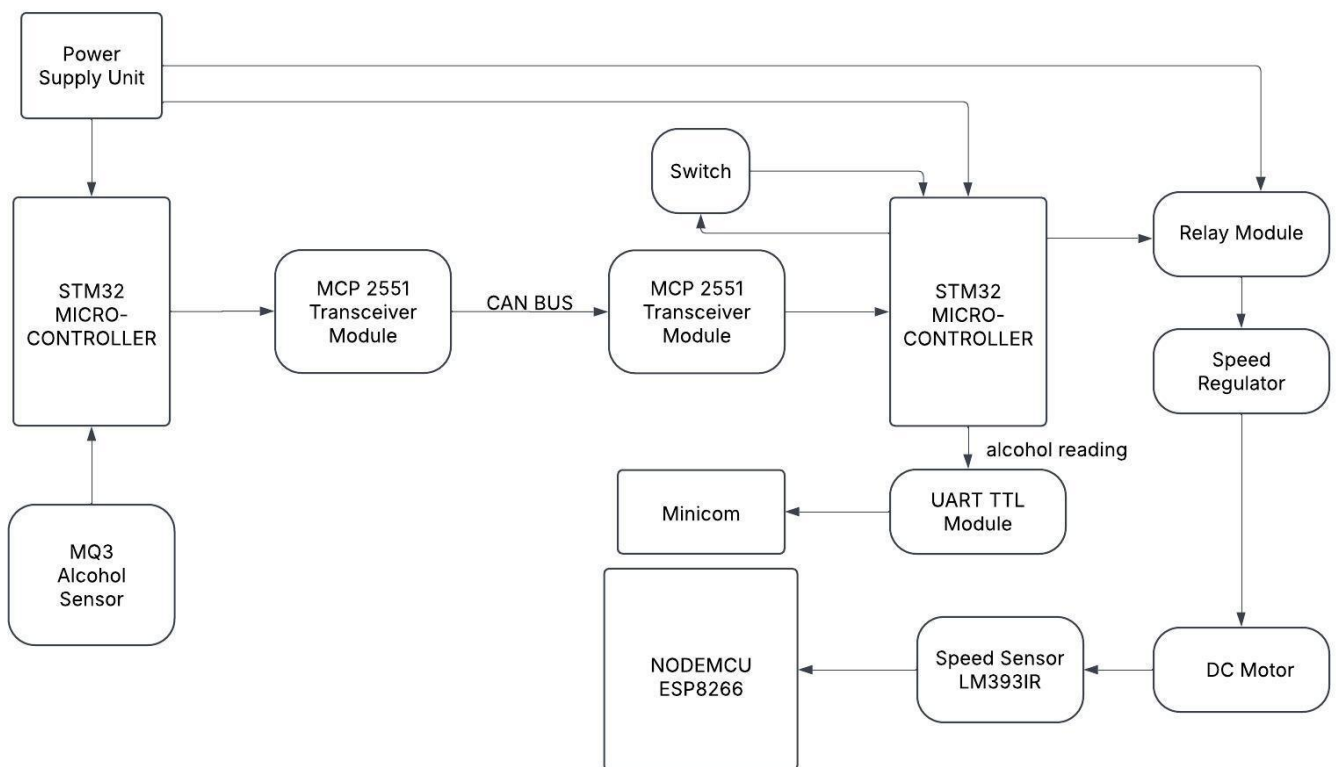 Power
Supply Unit
Switch
STM32
MICRO-
CONTROLLER
MCP 2551
Transceiver
Module
CAN BUS
MCP 2551
Transceiver
Module
STM32
MICRO-
CONTROLLER
Relay Module
Speed
Regulator
alcohol reading
UART TTL
Module
Minicom
MQ3
Alcohol
Sensor
NODEMCU
ESP8266
Speed Sensor
LM393IR
DC Motor